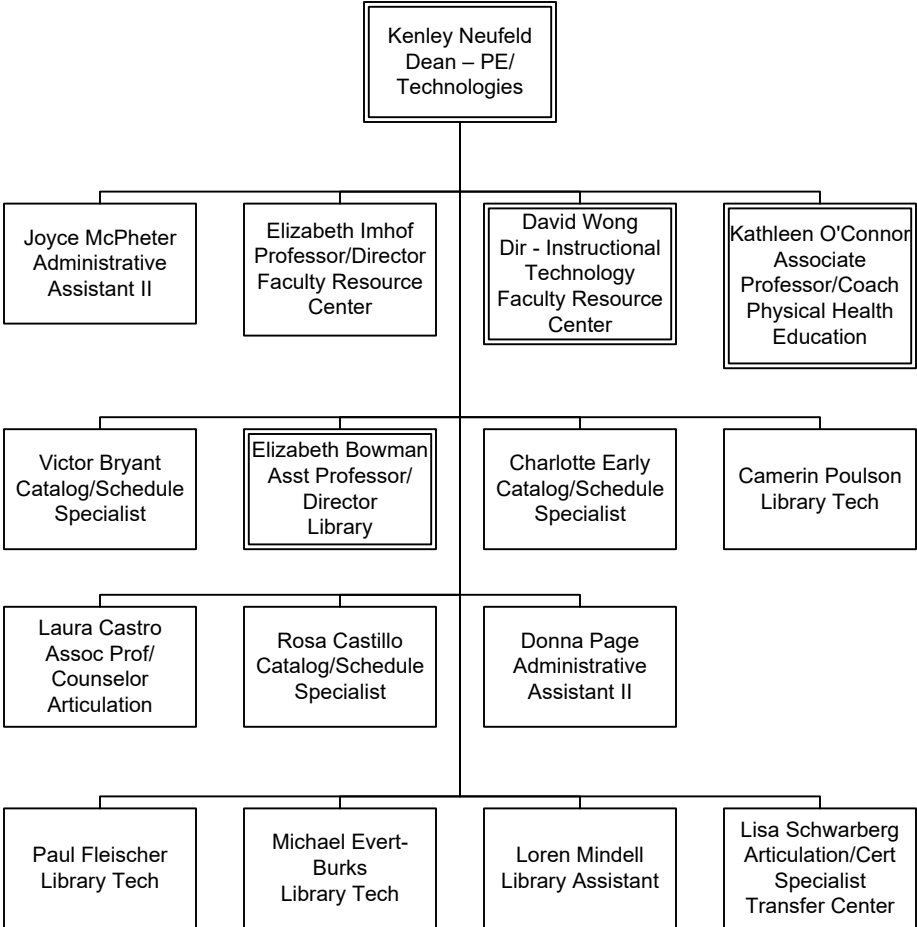 Kenley Neufeld
Dean – PE/
Technologies
Joyce McPheter
Administrative
Assistant II
Elizabeth Imhof
Professor/Director
Faculty Resource
Center
David Wong
Dir - Instructional
Technology
Faculty Resource
Center
Kathleen O'Connor
Associate
Professor/Coach
Physical Health
Education
Victor Bryant
Catalog/Schedule
Specialist
Elizabeth Bowman
Asst Professor/
Director
Library
Charlotte Early
Catalog/Schedule
Specialist
Camerin Poulson
Library Tech
Laura Castro
Assoc Prof/
Counselor
Articulation
Rosa Castillo
Catalog/Schedule
Specialist
Donna Page
Administrative
Assistant II
Paul Fleischer
Library Tech
Michael Evert-
Burks
Library Tech
Loren Mindell
Library Assistant
Lisa Schwarberg
Articulation/Cert
Specialist
Transfer Center